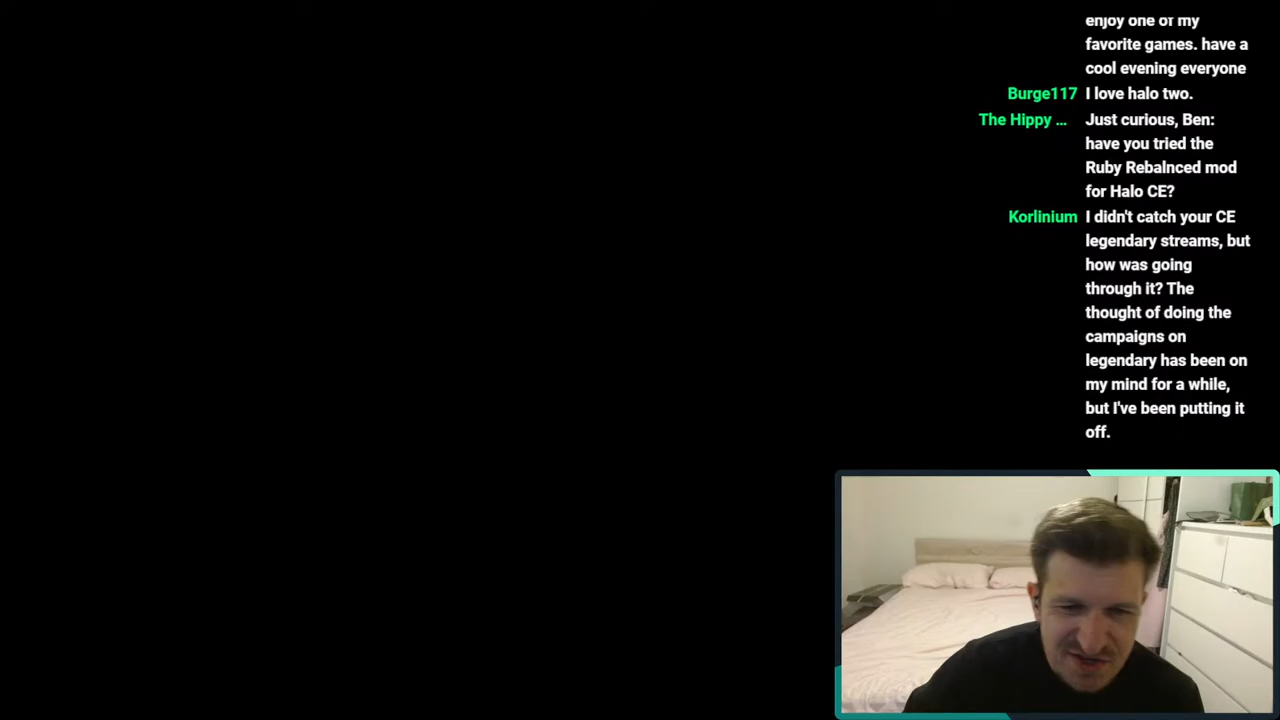 enjoy one of my
favorite games. have a
cool evening everyone
Burge117 I love halo two.
The Hippy ... Just curious, Ben:
have you tried the
Ruby Rebalnced mod
for Halo CE?
Korlinium I didn't catch your CE
legendary streams, but
how was going
through it? The
thought of doing the
campaigns on
legendary has been on
my mind for a while,
but I've been putting it
off.